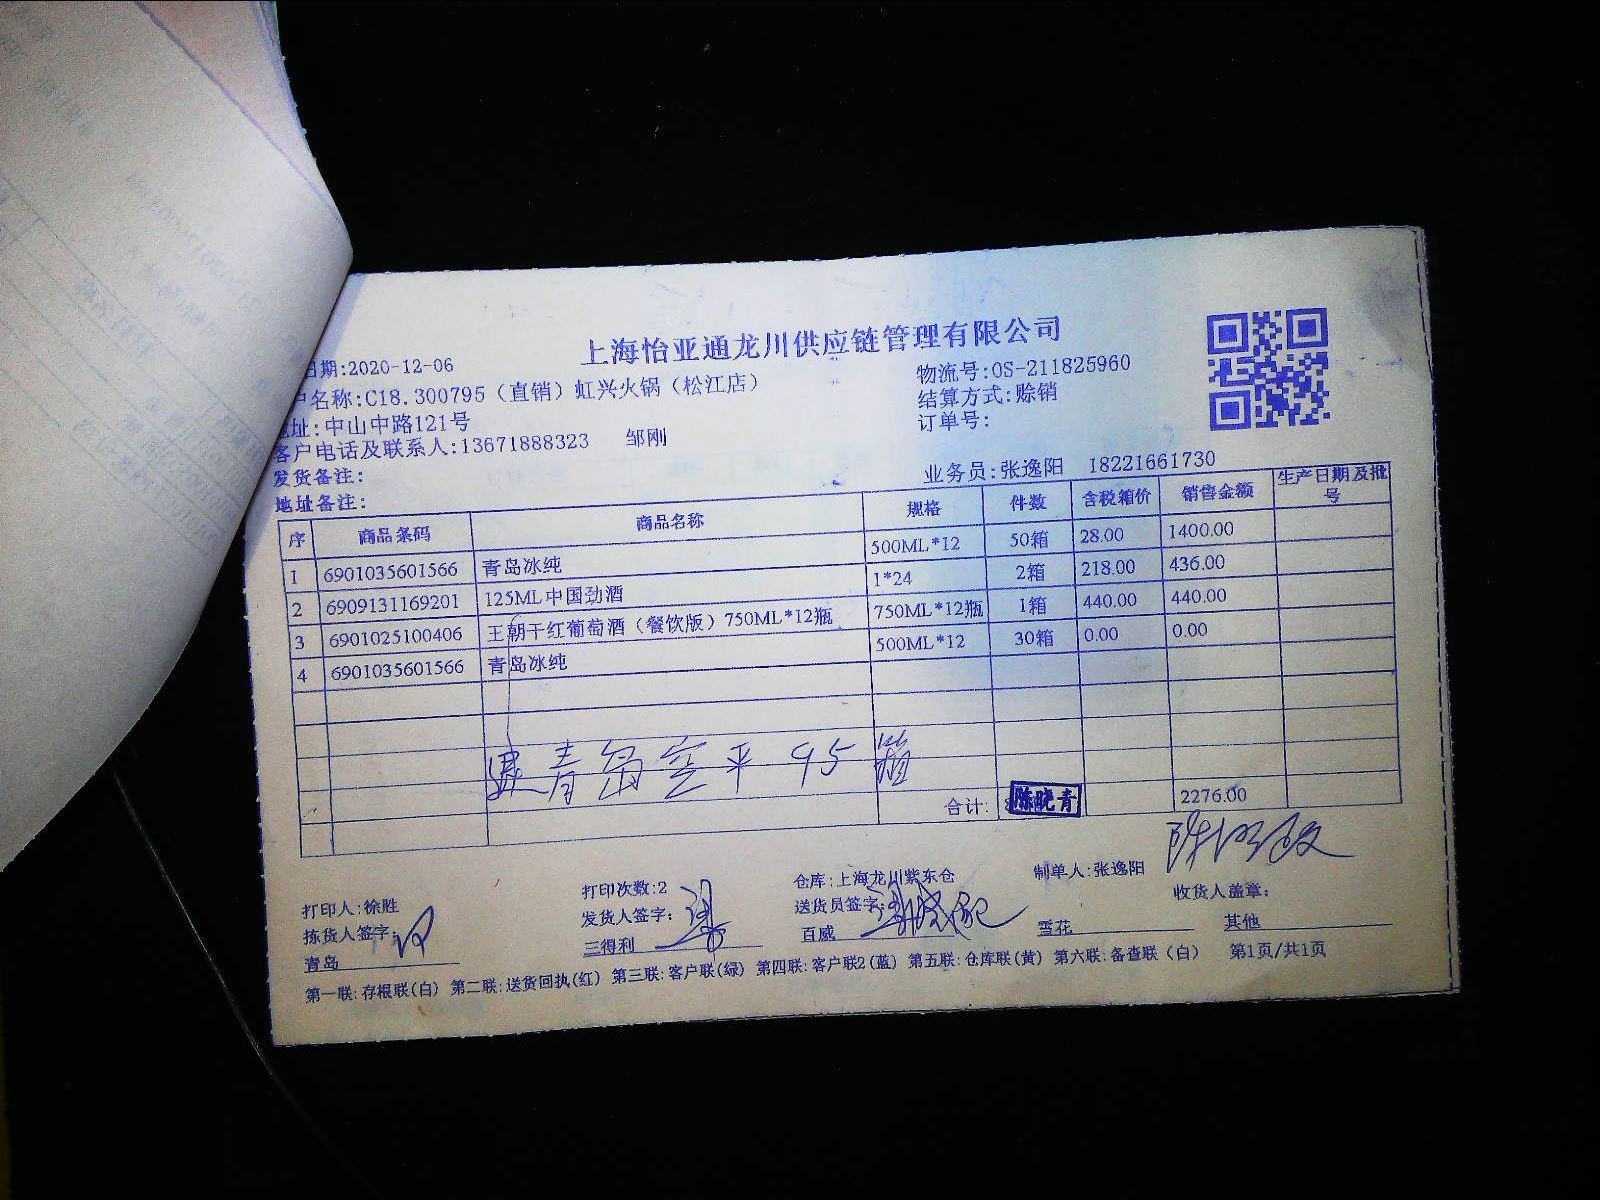 上海怡亚通龙川供应链管理有限公司
日期:2020-12-06
物流号:OS-211825960
户名称:C18.300795（直销）虹兴火锅（松江店）
结算方式:赊销
地址:中山中路121号
订单号:
客户电话及联系人:13671888323 邹刚
发货备注:
业务员:张逸阳 18221661730
地址备注:
序 商品条码 商品名称 规格 件数 含税箱价 销售金额 生产日期及批号
1 6901035601566 青岛冰纯 500ML*12 50箱 28.00 1400.00
2 6909131169201 125ML中国劲酒 1*24 2箱 218.00 436.00
3 6901025100406 王朝干红葡萄酒（餐饮版）750ML*12瓶 750ML*12瓶 1箱 440.00 440.00
4 6901035601566 青岛冰纯 500ML*12 30箱 0.00 0.00
退青岛空平95箱
合计: 陈晓青 2276.00
打印人:徐胜 打印次数:2 仓库:上海龙川紫东仓 制单人:张逸阳
拣货人签字: 发货人签字: 送货员签字: 收货人盖章:
青岛 三得利 百威 雪花 其他
第一联:存根联(白) 第二联:送货回执(红) 第三联:客户联(绿) 第四联:客户联2(蓝) 第五联:仓库联(黄) 第六联:备查联（白） 第1页/共1页